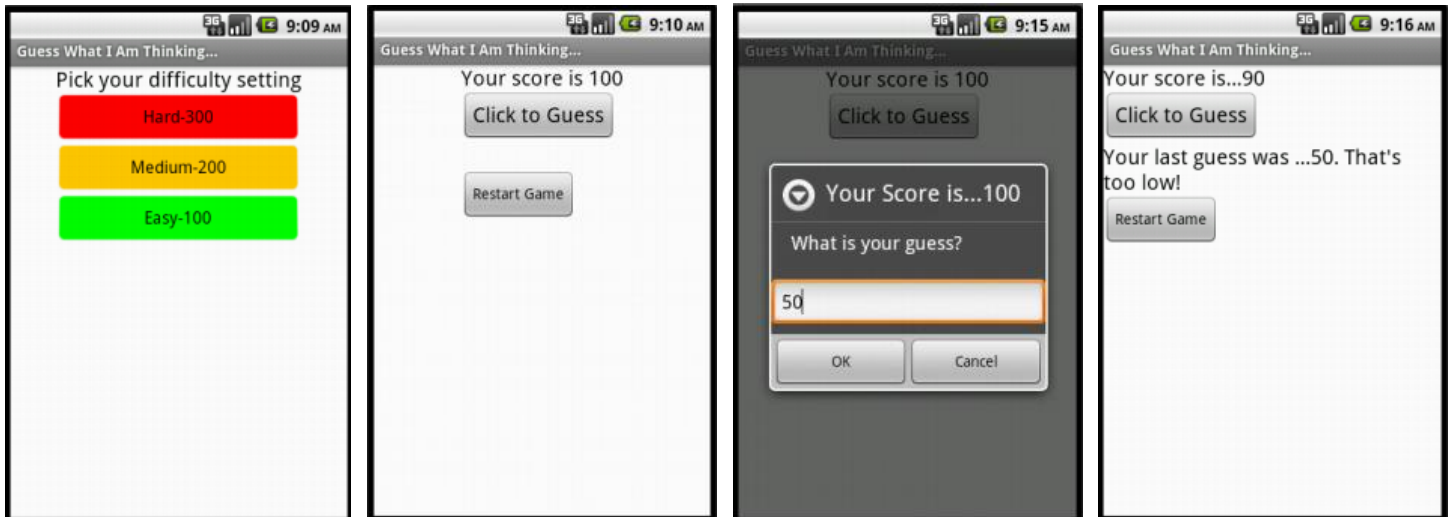 3G 9:09 AM
Guess What I Am Thinking...
Pick your difficulty setting
Hard-300
Medium-200
Easy-100
3G 9:10 AM
Guess What I Am Thinking...
Your score is 100
Click to Guess
Restart Game
3G 9:15 AM
Guess What I Am Thinking...
Your score is 100
Click to Guess
Your Score is...100
What is your guess?
50
OK Cancel
3G 9:16 AM
Guess What I Am Thinking...
Your score is...90
Click to Guess
Your last guess was ...50. That's
too low!
Restart Game